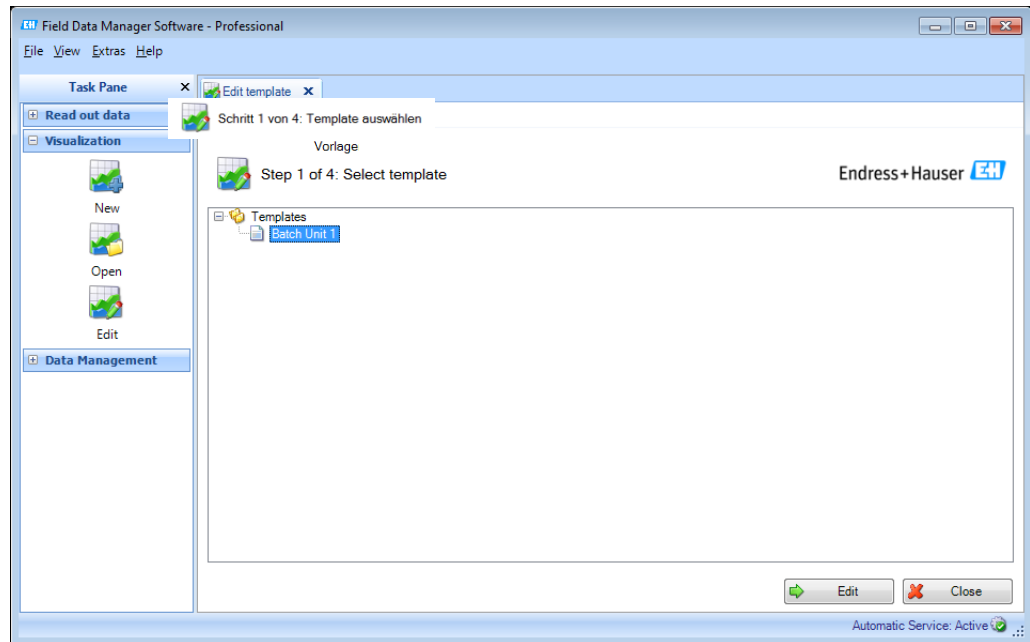 Field Data Manager Software - Professional
File View Extras Help
Task Pane
Edit template
Read out data
Schritt 1 von 4: Template auswählen
Visualization
Vorlage
Step 1 of 4: Select template
Endress+Hauser EH
New
Templates
Batch Unit 1
Open
Edit
Data Management
Edit Close
Automatic Service: Active